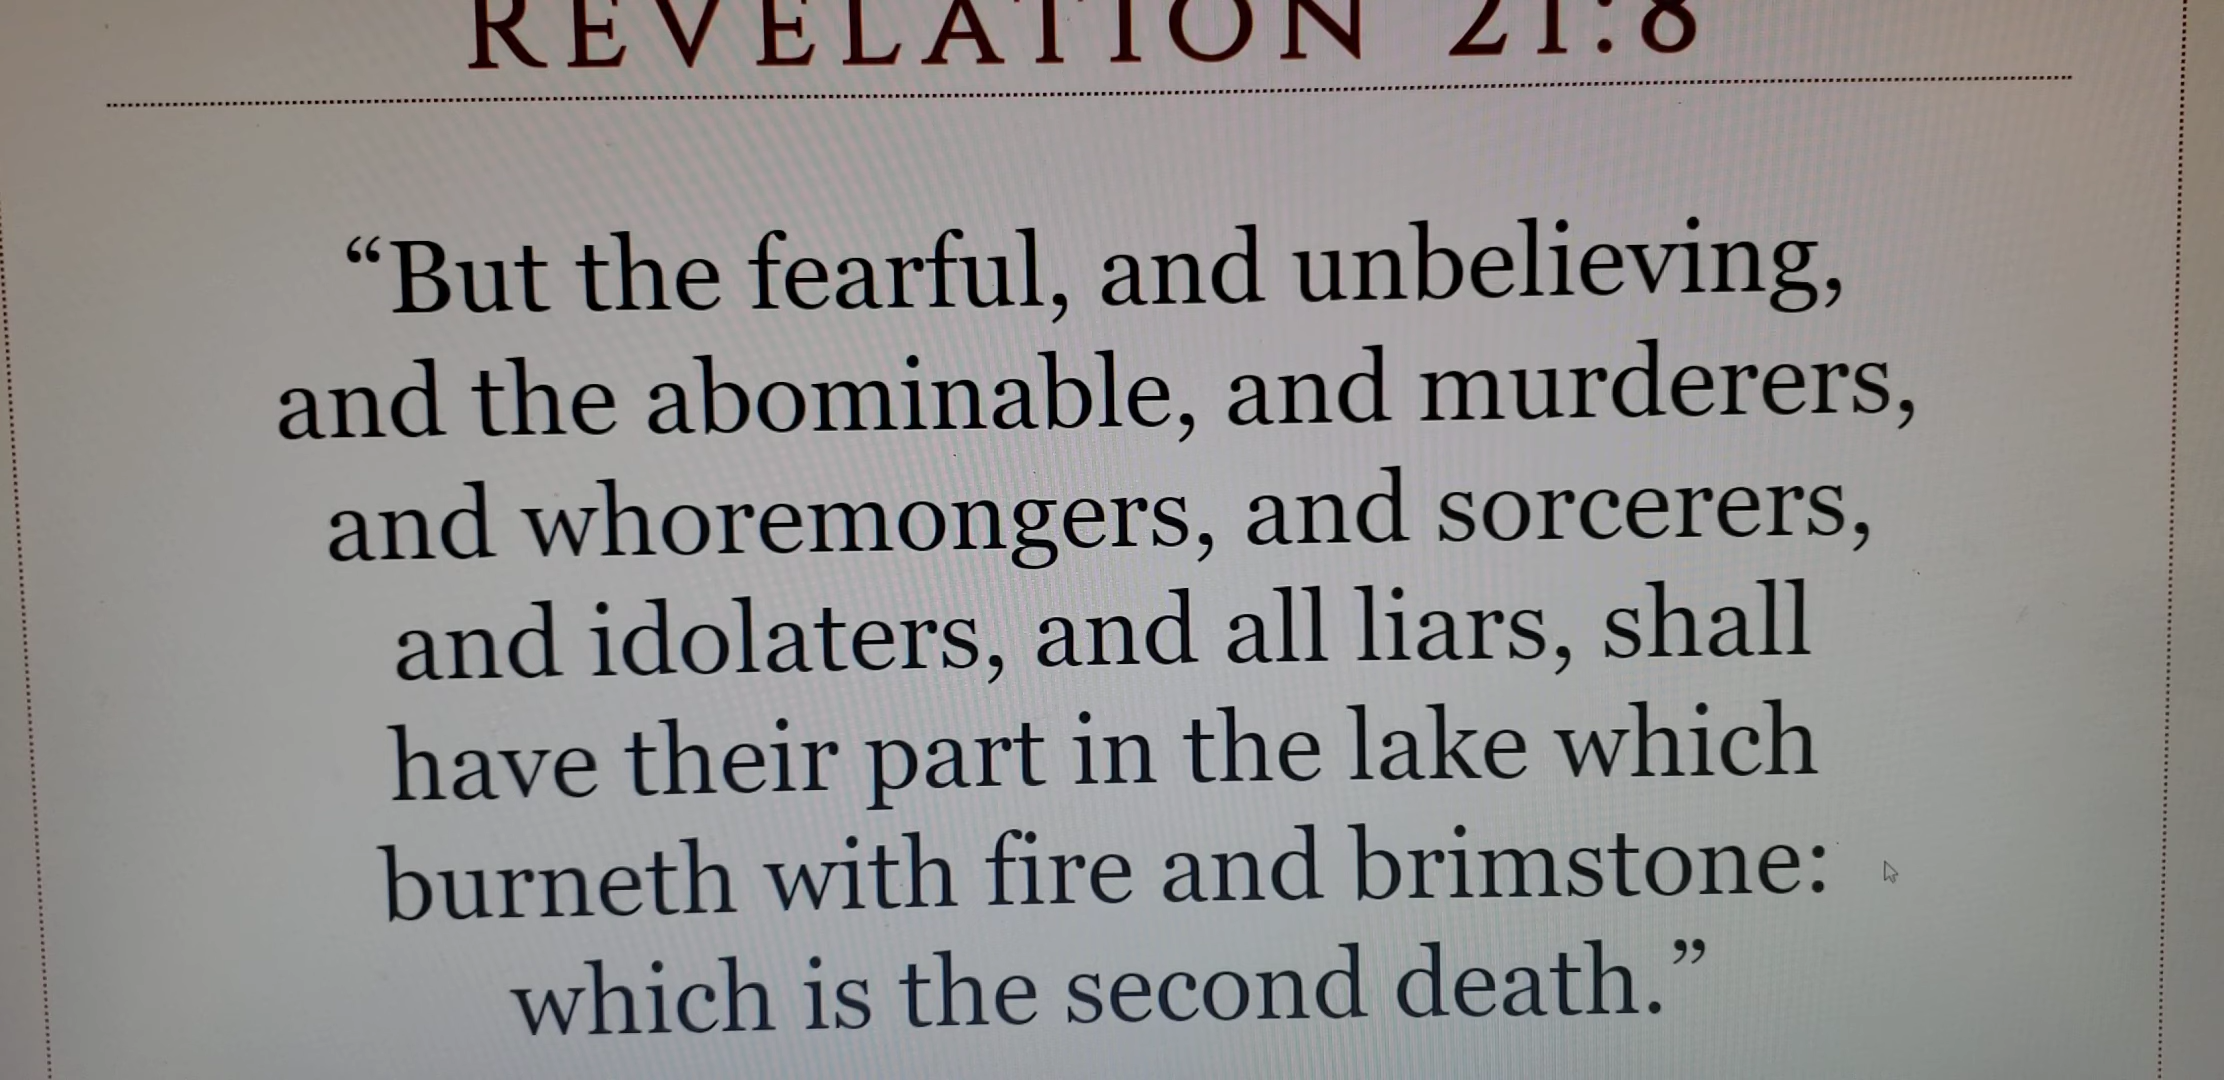 REVELATION 21:8
“But the fearful, and unbelieving,
and the abominable, and murderers,
and whoremongers, and sorcerers,
and idolaters, and all liars, shall
have their part in the lake which
burneth with fire and brimstone:
which is the second death.”